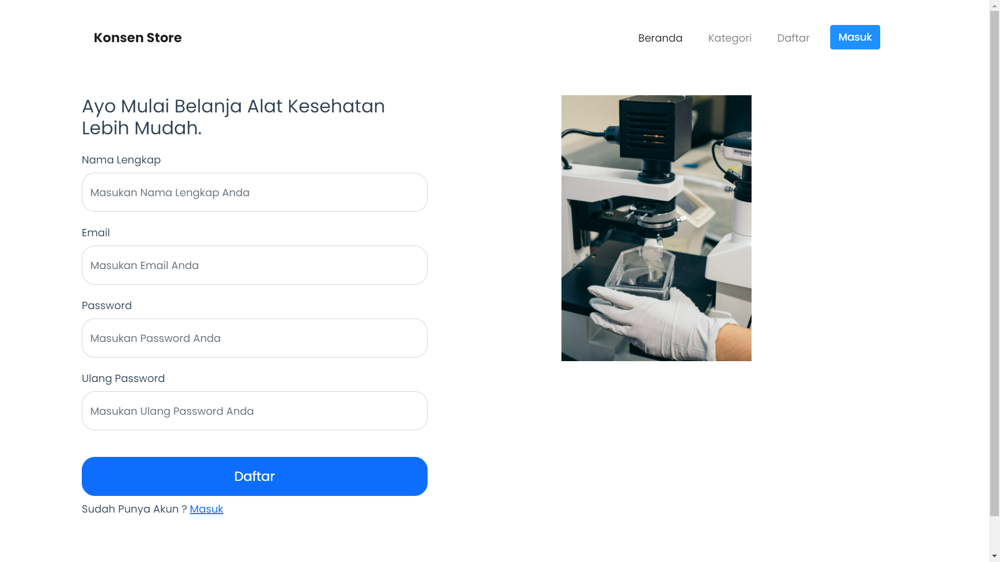 Konsen Store
Beranda
Kategori
Daftar
Masuk
Ayo Mulai Belanja Alat Kesehatan
Lebih Mudah.
Nama Lengkap
Masukan Nama Lengkap Anda
Email
Masukan Email Anda
Password
Masukan Password Anda
Ulang Password
Masukan Ulang Password Anda
Daftar
Sudah Punya Akun ? Masuk